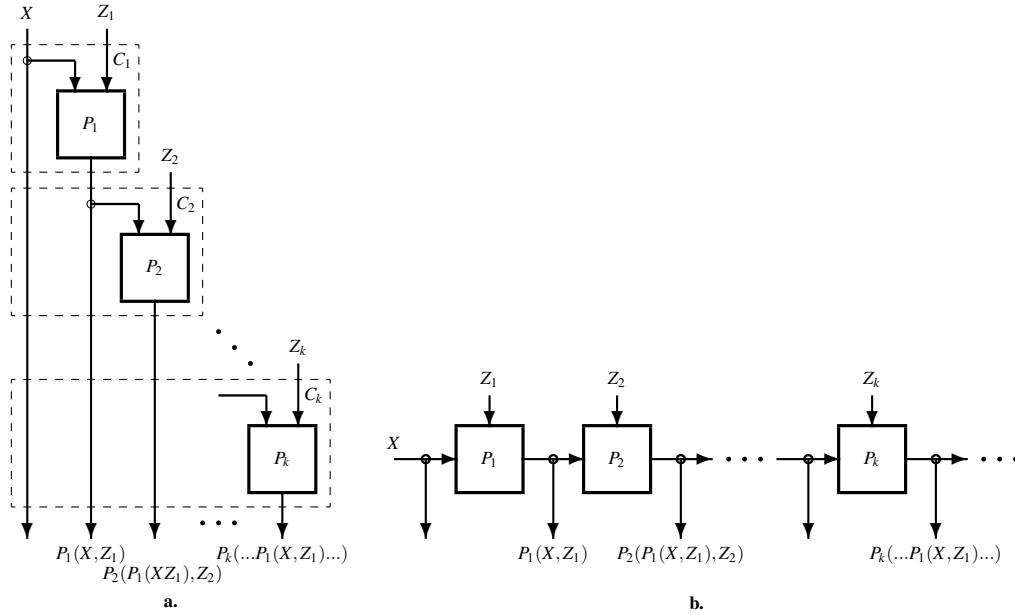 X Z₁
C₁
P₁
Z₂
C₂
P₂
Zₖ
Cₖ
Pₖ
P₁(X,Z₁) Pₖ(...P₁(X,Z₁)...)
P₂(P₁(XZ₁),Z₂)
a.
Z₁ Z₂ Zₖ
X
P₁ P₂ Pₖ
P₁(X,Z₁) P₂(P₁(X,Z₁),Z₂) Pₖ(...P₁(X,Z₁)...)
b.